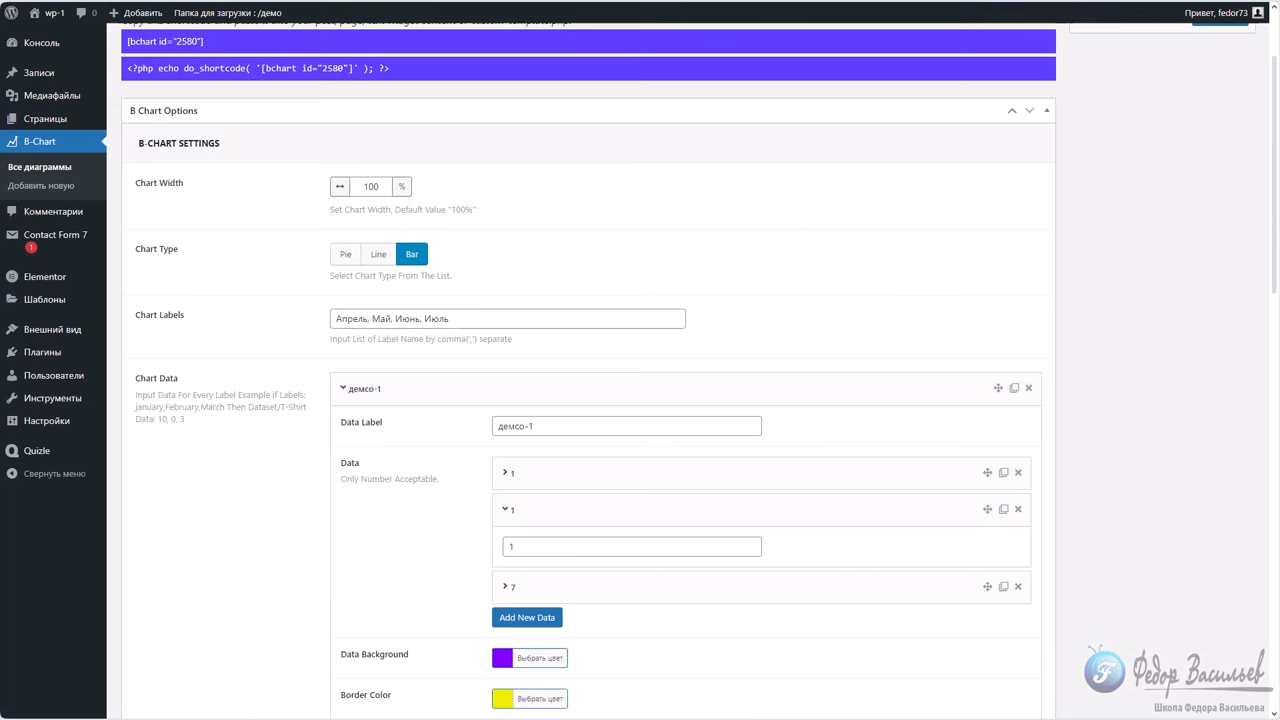 wp-1
0
Добавить
Папка для загрузки : /демо
Привет, fedor73
Консоль
Записи
Медиафайлы
Страницы
B-Chart
Все диаграммы
Добавить новую
Комментарии
Contact Form 7
1
Elementor
Шаблоны
Внешний вид
Плагины
Пользователи
Инструменты
Настройки
Quizle
Свернуть меню
[bchart id="2580"]
<?php echo do_shortcode( '[bchart id="2580"]' ); ?>
B Chart Options
B-CHART SETTINGS
Chart Width
100
%
Set Chart Width, Default Value "100%"
Chart Type
Pie
Line
Bar
Select Chart Type From The List.
Chart Labels
Апрель, Май, Июнь, Июль
Input List of Label Name by comma(',') separate
Chart Data
Input Data For Every Label Example if Labels:
january,February,March Then Dataset/T-Shirt
Data: 10, 0, 3
демсо-1
Data Label
демсо-1
Data
Only Number Acceptable.
1
1
1
7
Add New Data
Data Background
Выбрать цвет
Border Color
Выбрать цвет
Федор Васильев
Школа Федора Васильева